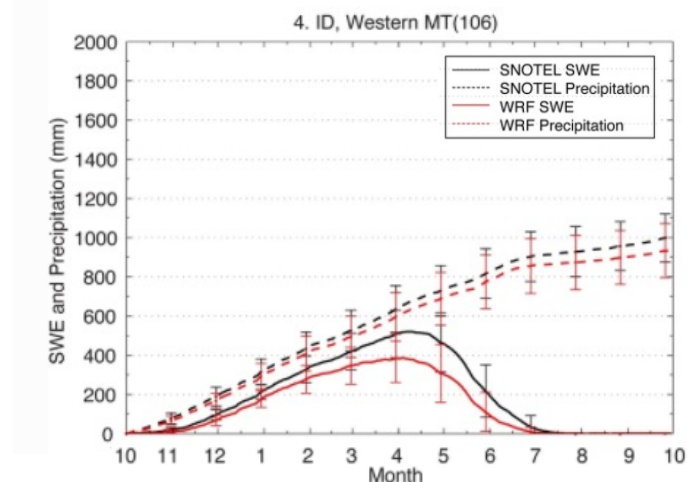 4. ID, Western MT(106)
2000
1800
1600
1400
1200
1000
800
600
400
200
0
SWE and Precipitation (mm)
SNOTEL SWE
SNOTEL Precipitation
WRF SWE
WRF Precipitation
10 11 12 1 2 3 4 5 6 7 8 9 10
Month